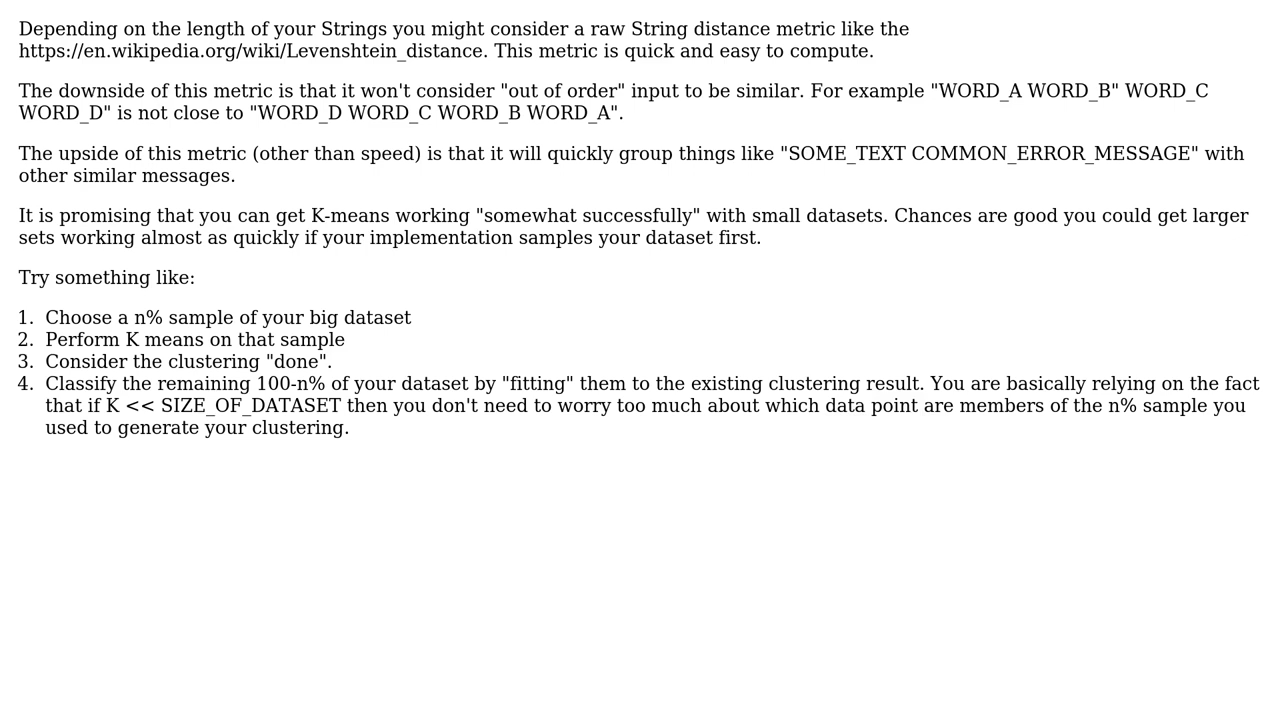 Depending on the length of your Strings you might consider a raw String distance metric like the
https://en.wikipedia.org/wiki/Levenshtein_distance. This metric is quick and easy to compute.
The downside of this metric is that it won't consider "out of order" input to be similar. For example "WORD_A WORD_B" WORD_C
WORD_D" is not close to "WORD_D WORD_C WORD_B WORD_A".
The upside of this metric (other than speed) is that it will quickly group things like "SOME_TEXT COMMON_ERROR_MESSAGE" with
other similar messages.
It is promising that you can get K-means working "somewhat successfully" with small datasets. Chances are good you could get larger
sets working almost as quickly if your implementation samples your dataset first.
Try something like:
1. Choose a n% sample of your big dataset
2. Perform K means on that sample
3. Consider the clustering "done".
4. Classify the remaining 100-n% of your dataset by "fitting" them to the existing clustering result. You are basically relying on the fact
that if K << SIZE_OF_DATASET then you don't need to worry too much about which data point are members of the n% sample you
used to generate your clustering.